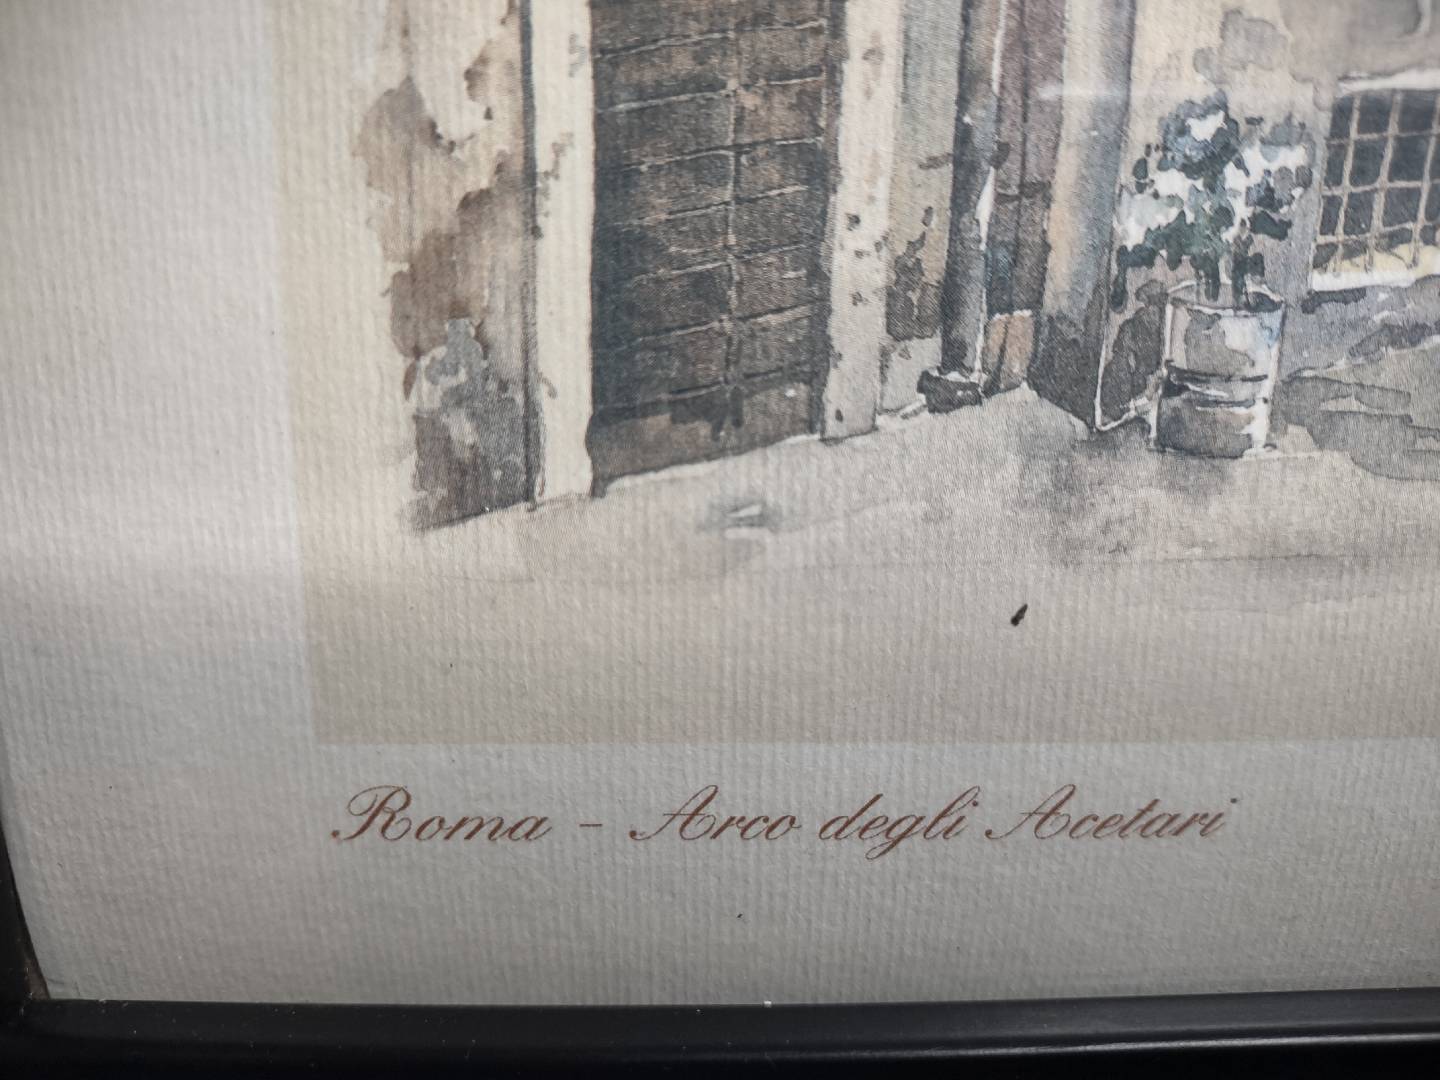 Roma - Arco degli Acetari